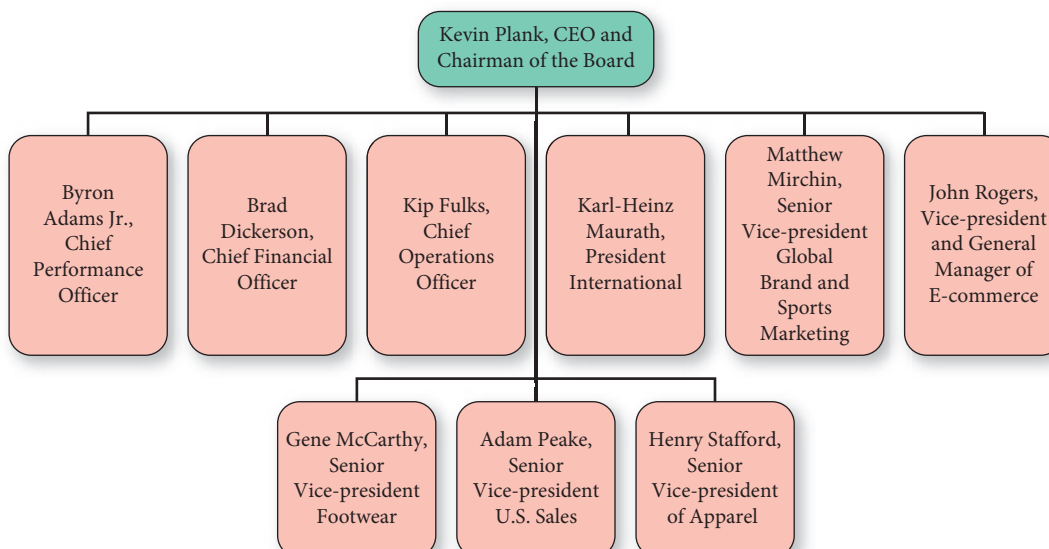 Kevin Plank, CEO and
Chairman of the Board
Byron
Adams Jr.,
Chief
Performance
Officer
Brad
Dickerson,
Chief Financial
Officer
Kip Fulks,
Chief
Operations
Officer
Karl-Heinz
Maurath,
President
International
Matthew
Mirchin,
Senior
Vice-president
Global
Brand and
Sports
Marketing
John Rogers,
Vice-president
and General
Manager of
E-commerce
Gene McCarthy,
Senior
Vice-president
Footwear
Adam Peake,
Senior
Vice-president
U.S. Sales
Henry Stafford,
Senior
Vice-president
of Apparel